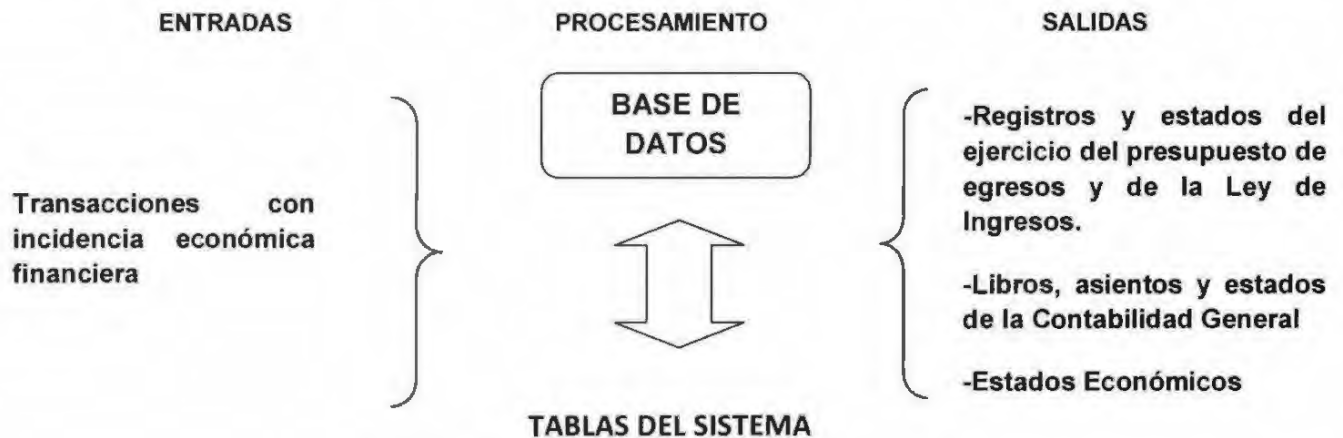 ENTRADAS
PROCESAMIENTO
SALIDAS
Transacciones con
incidencia económica
financiera
BASE DE
DATOS
TABLAS DEL SISTEMA
-Registros y estados del
ejercicio del presupuesto de
egresos y de la Ley de
Ingresos.
-Libros, asientos y estados
de la Contabilidad General
-Estados Económicos